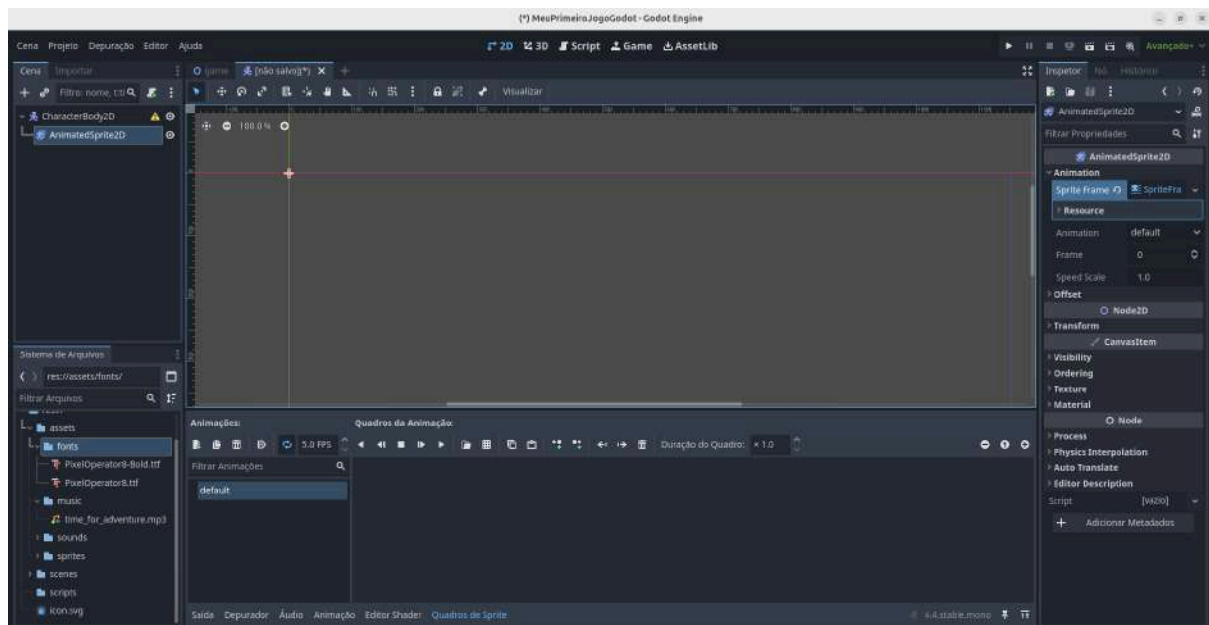 (*) MeuPrimeiroJogoGodot - Godot Engine
Cena Projeto Depuração Editor Ajuda
2D 3D Script Game AssetLib
Avançado+
Cena Importar
Filtro: nome, t:ti
CharacterBody2D
AnimatedSprite2D
game [não salvo](*)
Visualizar
100.0 %
Inspetor Nó Histórico
AnimatedSprite2D
Filtrar Propriedades
AnimatedSprite2D
Animation
Sprite Frame SpriteFra
Resource
Animation default
Frame 0
Speed Scale 1.0
Offset
Node2D
Transform
CanvasItem
Visibility
Ordering
Texture
Material
Node
Process
Physics Interpolation
Auto Translate
Editor Description
Script [vazio]
Adicionar Metadados
Sistema de Arquivos
res://assets/fonts/
Filtrar Arquivos
assets
fonts
PixelOperator8-Bold.ttf
PixelOperator8.ttf
music
time_for_adventure.mp3
sounds
sprites
scenes
scripts
icon.svg
Animações:
5.0 FPS
Filtrar Animações
default
Quadros da Animação:
Duração do Quadro: × 1.0
Saída Depurador Áudio Animação Editor Shader Quadros de Sprite
4.4.stable.mono